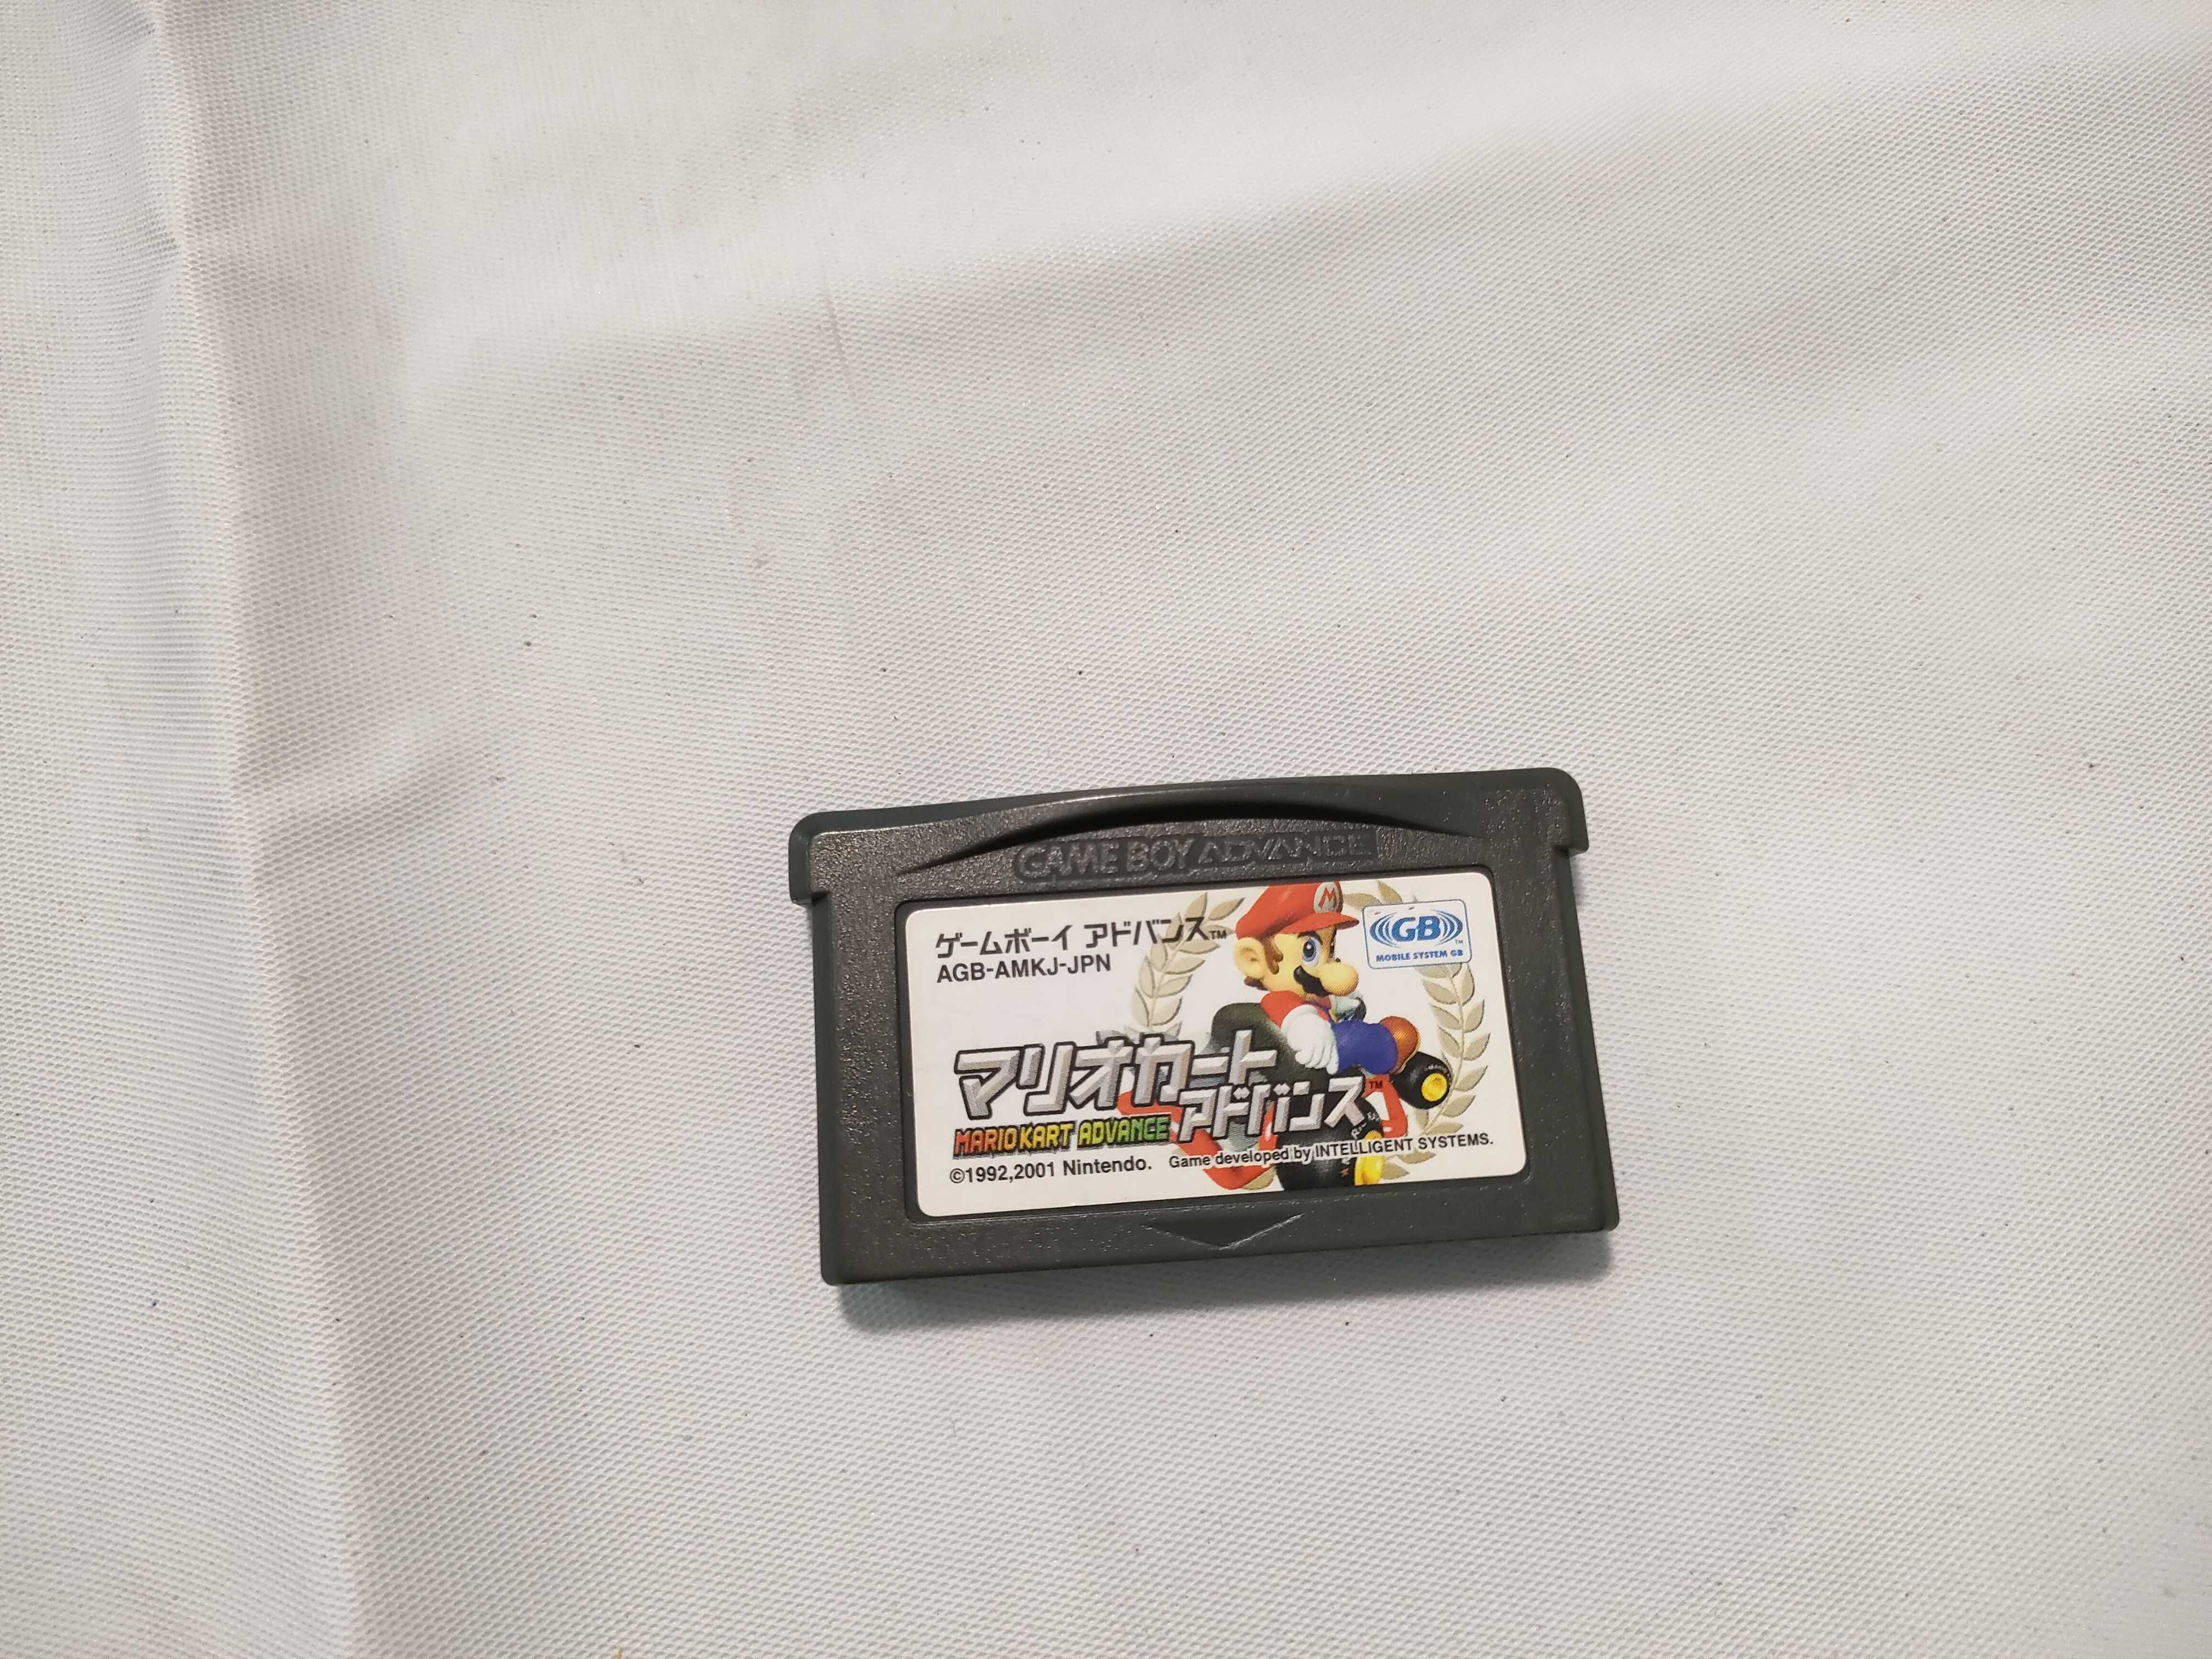 GAME BOY ADVANCE
ゲームボーイ アドバンス™
AGB-AMKJ-JPN
M
GB™
MOBILE SYSTEM GB
マリオカート
アドバンス™
MARIO KART ADVANCE
©1992,2001 Nintendo. Game developed by INTELLIGENT SYSTEMS.